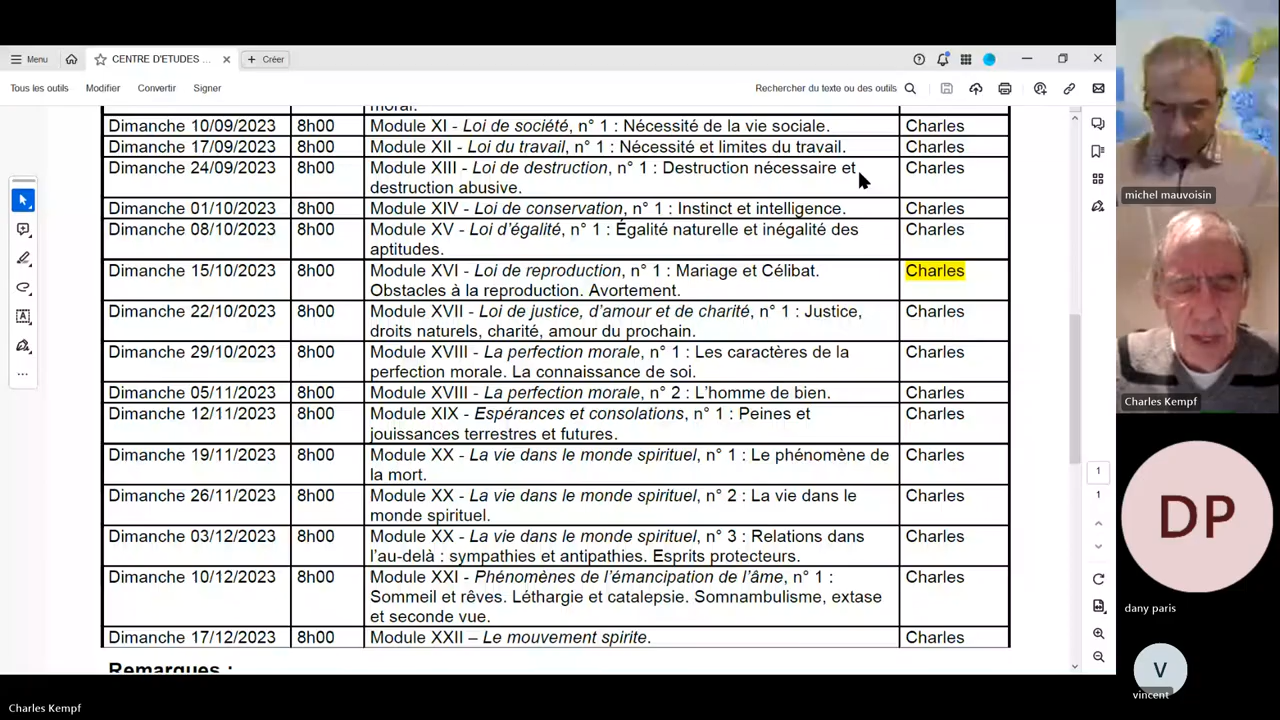 Menu
CENTRE D'ETUDES ...
Créer
Tous les outils
Modifier
Convertir
Signer
Rechercher du texte ou des outils
moral.
Dimanche 10/09/2023 8h00 Module XI - Loi de société, n° 1 : Nécessité de la vie sociale. Charles
Dimanche 17/09/2023 8h00 Module XII - Loi du travail, n° 1 : Nécessité et limites du travail. Charles
Dimanche 24/09/2023 8h00 Module XIII - Loi de destruction, n° 1 : Destruction nécessaire et Charles
destruction abusive.
Dimanche 01/10/2023 8h00 Module XIV - Loi de conservation, n° 1 : Instinct et intelligence. Charles
Dimanche 08/10/2023 8h00 Module XV - Loi d'égalité, n° 1 : Égalité naturelle et inégalité des Charles
aptitudes.
Dimanche 15/10/2023 8h00 Module XVI - Loi de reproduction, n° 1 : Mariage et Célibat. Charles
Obstacles à la reproduction. Avortement.
Dimanche 22/10/2023 8h00 Module XVII - Loi de justice, d'amour et de charité, n° 1 : Justice, Charles
droits naturels, charité, amour du prochain.
Dimanche 29/10/2023 8h00 Module XVIII - La perfection morale, n° 1 : Les caractères de la Charles
perfection morale. La connaissance de soi.
Dimanche 05/11/2023 8h00 Module XVIII - La perfection morale, n° 2 : L'homme de bien. Charles
Dimanche 12/11/2023 8h00 Module XIX - Espérances et consolations, n° 1 : Peines et Charles
jouissances terrestres et futures.
Dimanche 19/11/2023 8h00 Module XX - La vie dans le monde spirituel, n° 1 : Le phénomène de Charles
la mort.
Dimanche 26/11/2023 8h00 Module XX - La vie dans le monde spirituel, n° 2 : La vie dans le Charles
monde spirituel.
Dimanche 03/12/2023 8h00 Module XX - La vie dans le monde spirituel, n° 3 : Relations dans Charles
l'au-delà : sympathies et antipathies. Esprits protecteurs.
Dimanche 10/12/2023 8h00 Module XXI - Phénomènes de l'émancipation de l'âme, n° 1 : Charles
Sommeil et rêves. Léthargie et catalepsie. Somnambulisme, extase
et seconde vue.
Dimanche 17/12/2023 8h00 Module XXII – Le mouvement spirite. Charles
Remarques :
1
1
michel mauvoisin
Charles Kempf
DP
dany paris
V
vincent
Charles Kempf